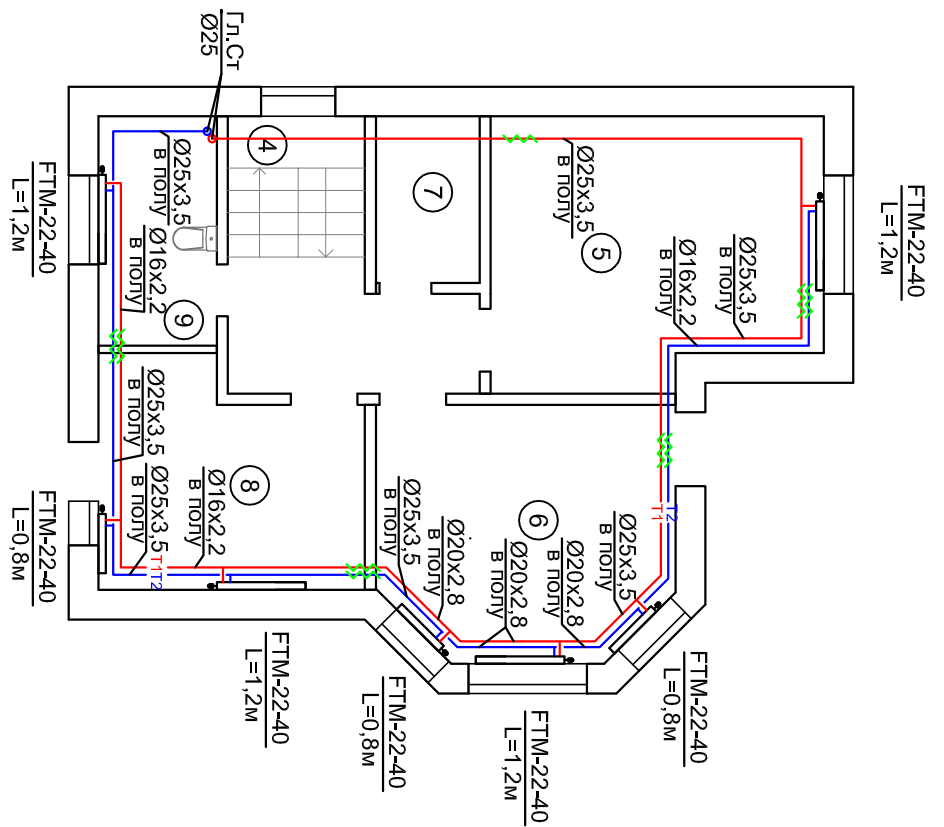 Гл.Ст
Ø25
FTM-22-40
L=1,2м
4
Ø25x3,5
в полу
Ø16x2,2
в полу
9
7
Ø25x3,5
в полу
5
Ø16x2,2
в полу
Ø25x3,5
в полу
FTM-22-40
L=1,2м
Ø25x3,5
в полу
Ø25x3,5
в полу
Ø16x2,2
в полу
8
T1
T2
FTM-22-40
L=0,8м
Ø25x3,5
в полу
Ø20x2,8
в полу
Ø20x2,8
в полу
6
Ø20x2,8
в полу
Ø25x3,5
в полу
T1
T2
FTM-22-40
L=1,2м
FTM-22-40
L=0,8м
FTM-22-40
L=1,2м
FTM-22-40
L=0,8м